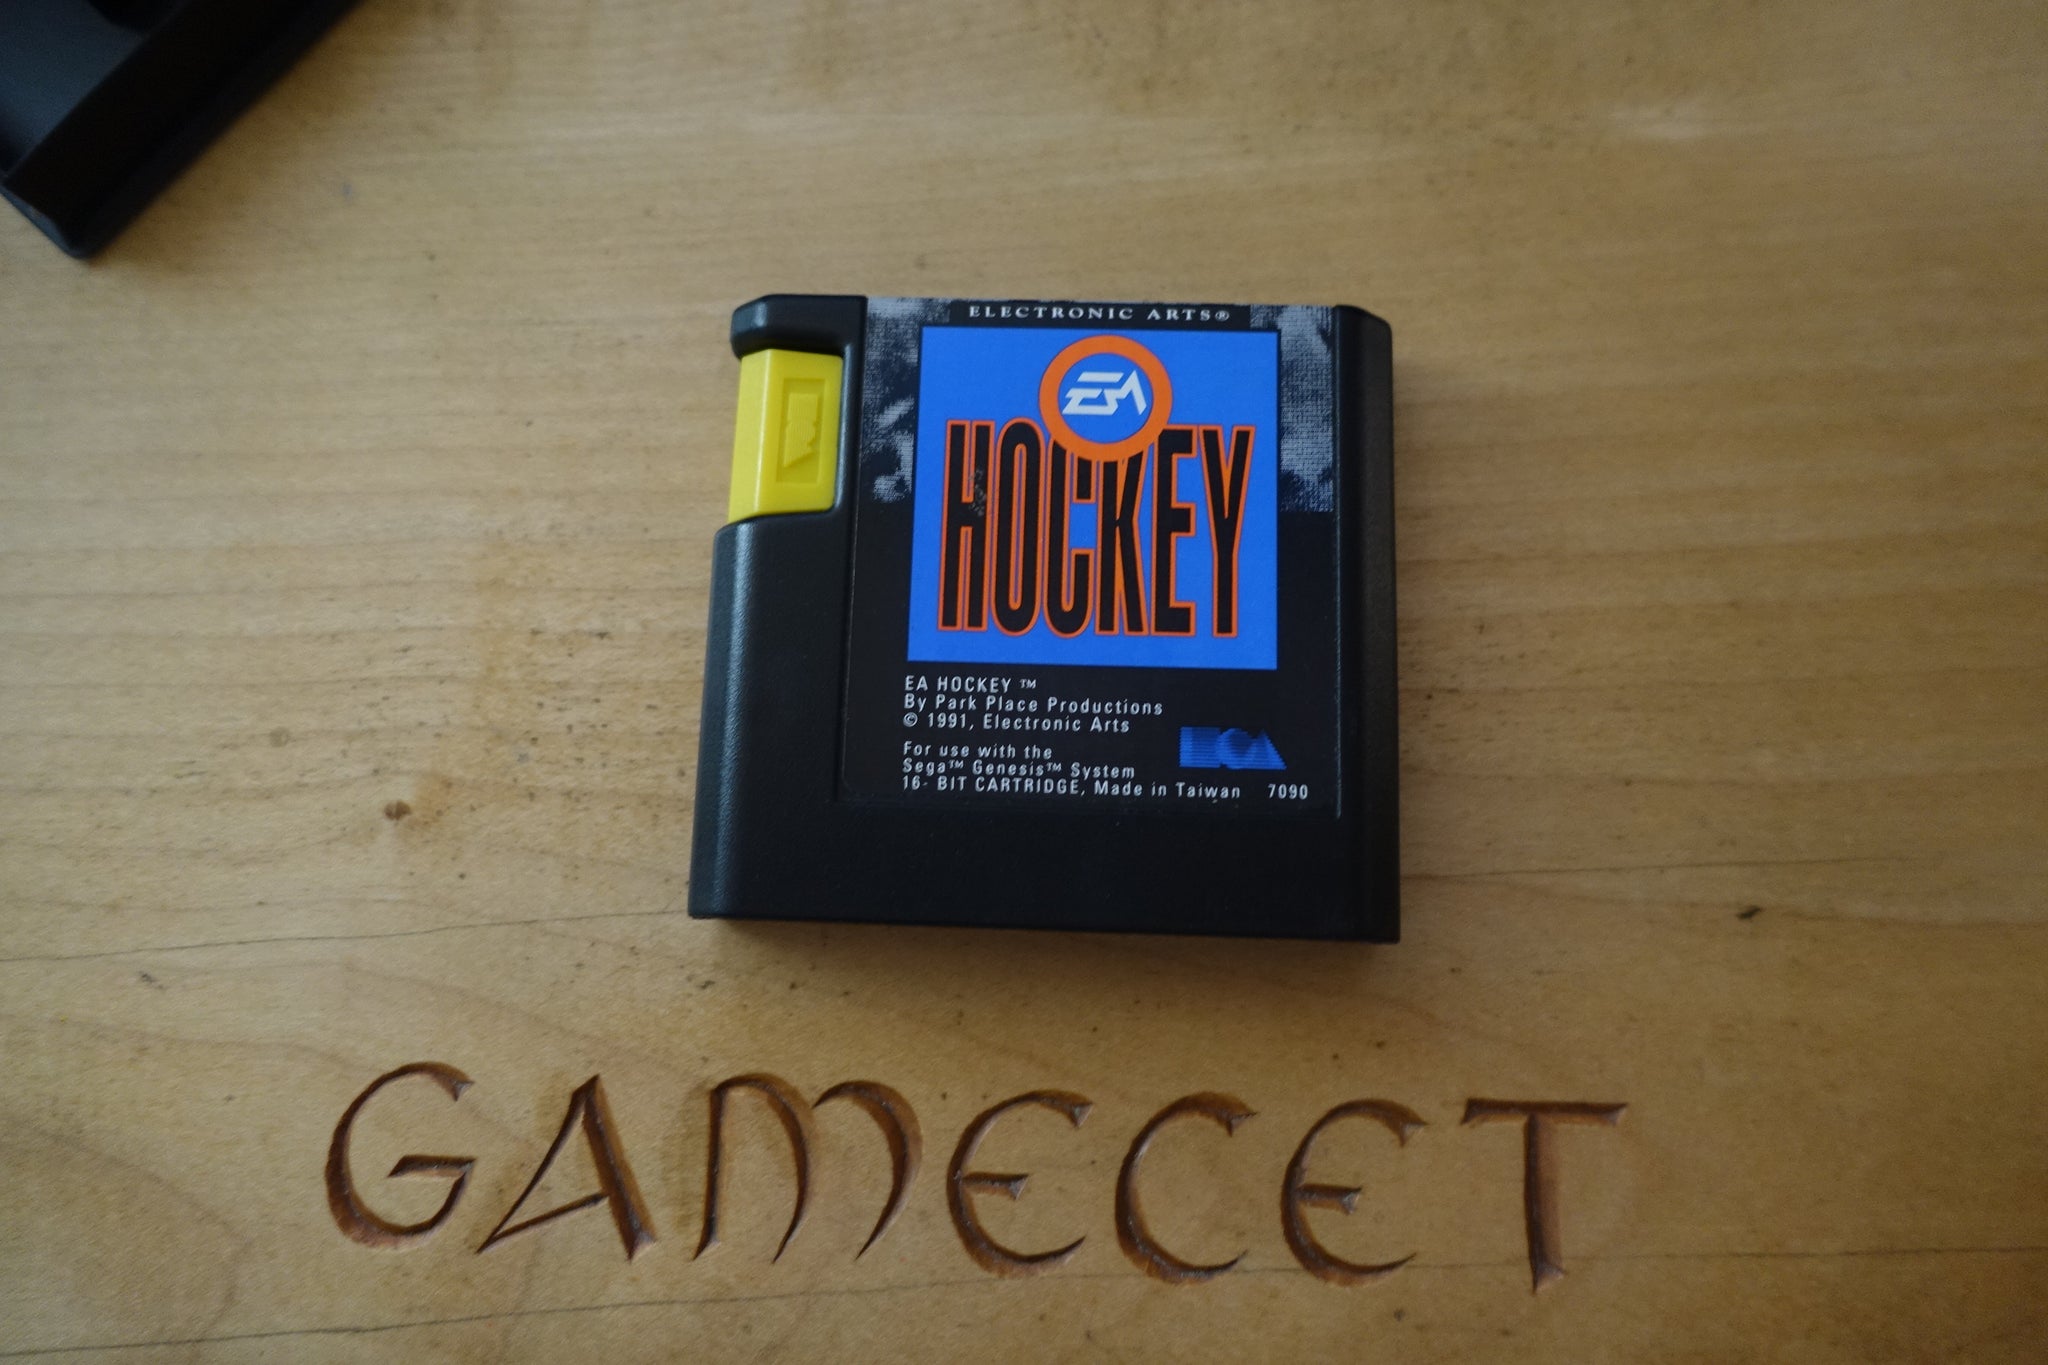 ELECTRONIC ARTS®
EA
HOCKEY
EA HOCKEY ™
By Park Place Productions
© 1991, Electronic Arts
For use with the
Sega™ Genesis™ System
16- BIT CARTRIDGE, Made in Taiwan 7090
GAMECET